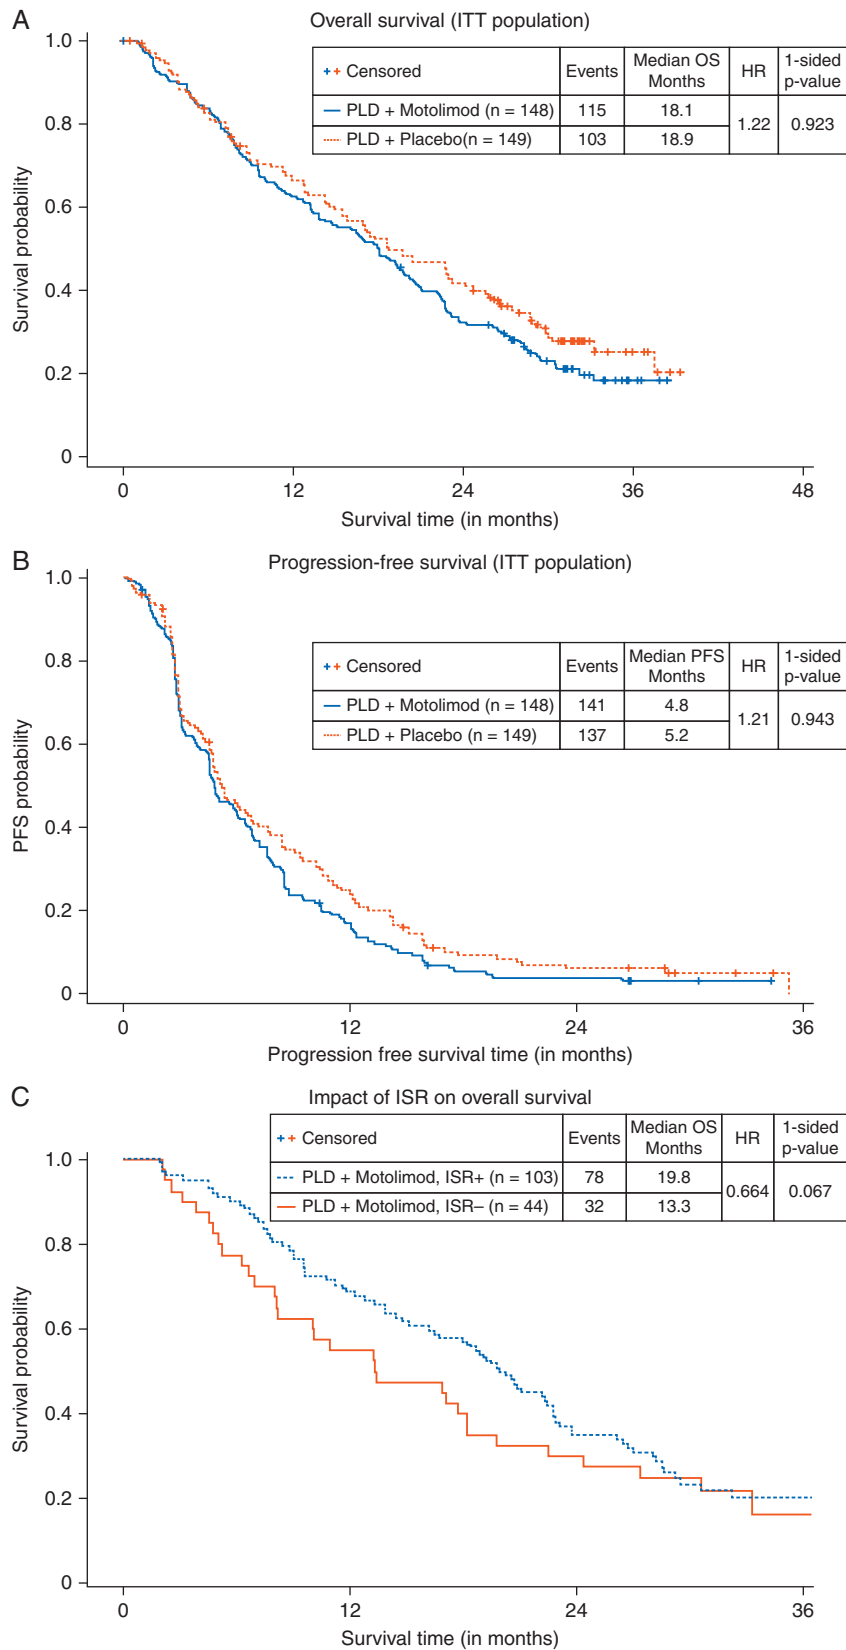 A
Overall survival (ITT population)
Censored Events Median OS Months HR 1-sided p-value
PLD + Motolimod (n = 148) 115 18.1 1.22 0.923
PLD + Placebo(n = 149) 103 18.9
Survival probability
1.0
0.8
0.6
0.4
0.2
0
0 12 24 36 48
Survival time (in months)
B
Progression-free survival (ITT population)
Censored Events Median PFS Months HR 1-sided p-value
PLD + Motolimod (n = 148) 141 4.8 1.21 0.943
PLD + Placebo (n = 149) 137 5.2
PFS probability
1.0
0.8
0.6
0.4
0.2
0
0 12 24 36
Progression free survival time (in months)
C
Impact of ISR on overall survival
Censored Events Median OS Months HR 1-sided p-value
PLD + Motolimod, ISR+ (n = 103) 78 19.8 0.664 0.067
PLD + Motolimod, ISR– (n = 44) 32 13.3
Survival probability
1.0
0.8
0.6
0.4
0.2
0
0 12 24 36
Survival time (in months)